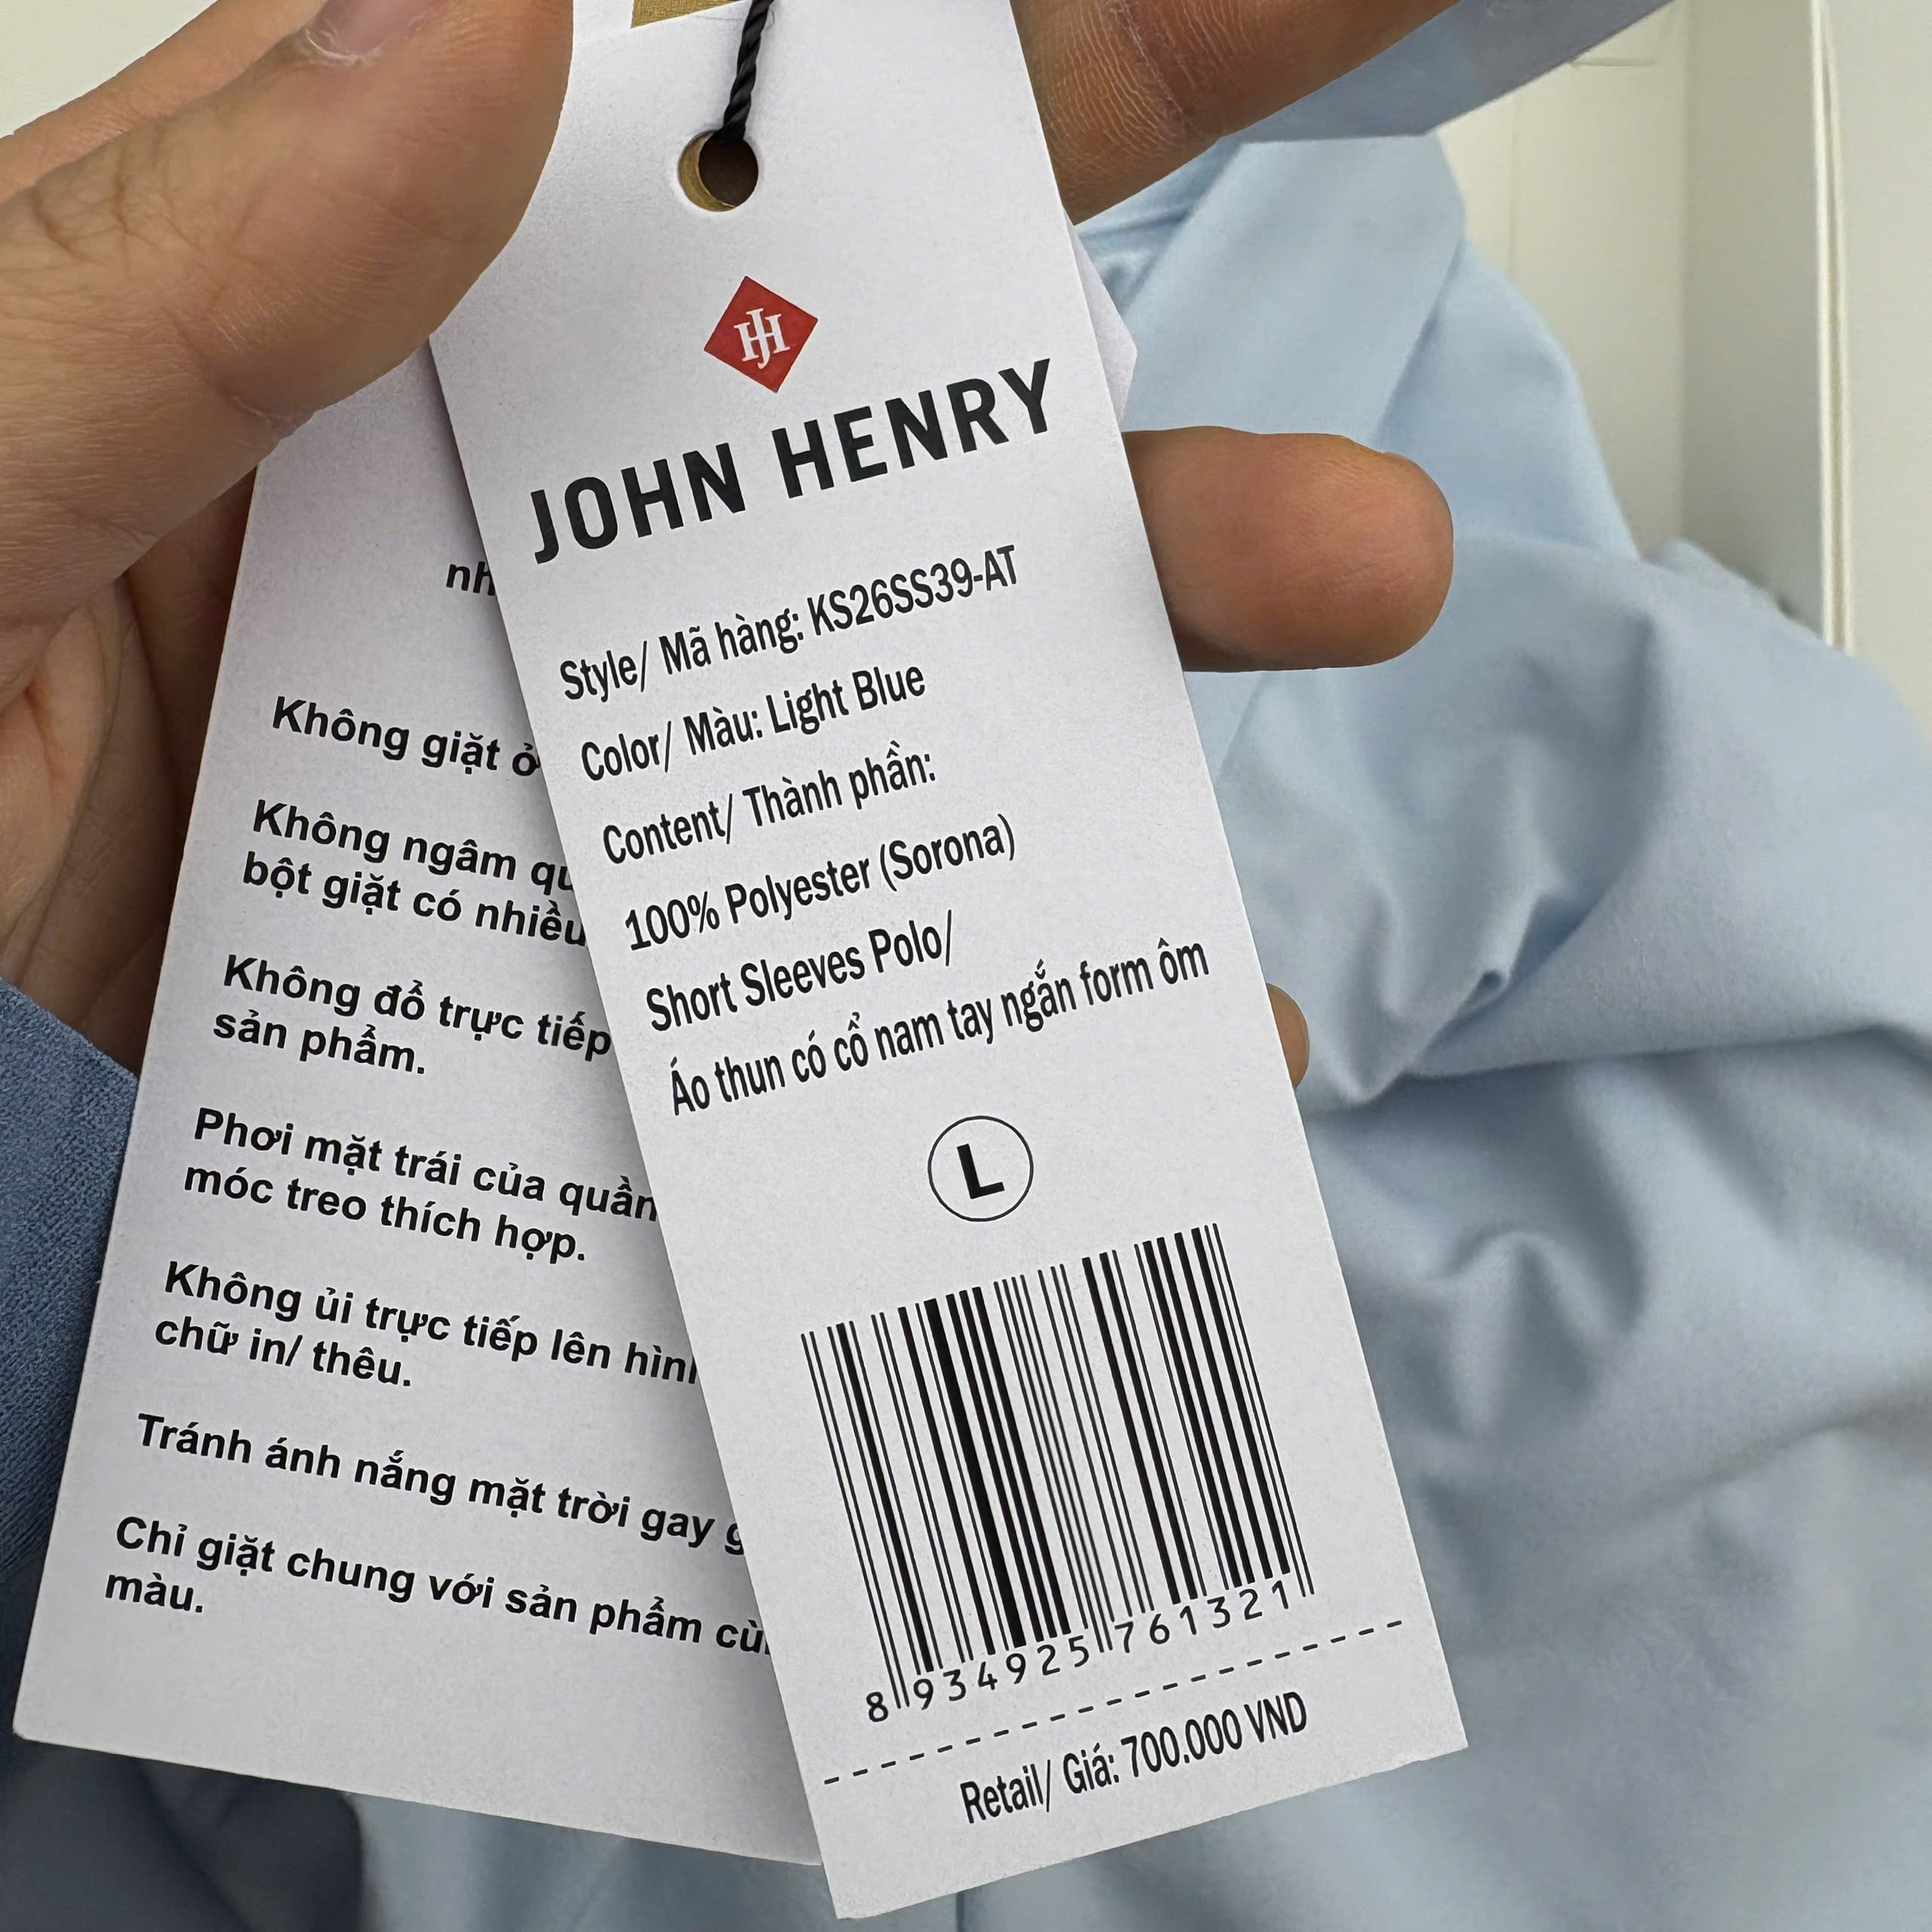 JH
JOHN HENRY
Style/ Mã hàng: KS26SS39-AT
Color/ Màu: Light Blue
Content/ Thành phần:
100% Polyester (Sorona)
Short Sleeves Polo/
Áo thun có cổ nam tay ngắn form ôm
L
8 934925 761321
Retail/ Giá: 700.000 VND
Không giặt
Không ngâm
bột giặt có nhiều
Không đổ trực tiếp
sản phẩm.
Phơi mặt trái của quần
móc treo thích hợp.
Không ủi trực tiếp lên
chữ in/ thêu.
Tránh ánh nắng mặt trời gay
Chỉ giặt chung với sản phẩm
màu.